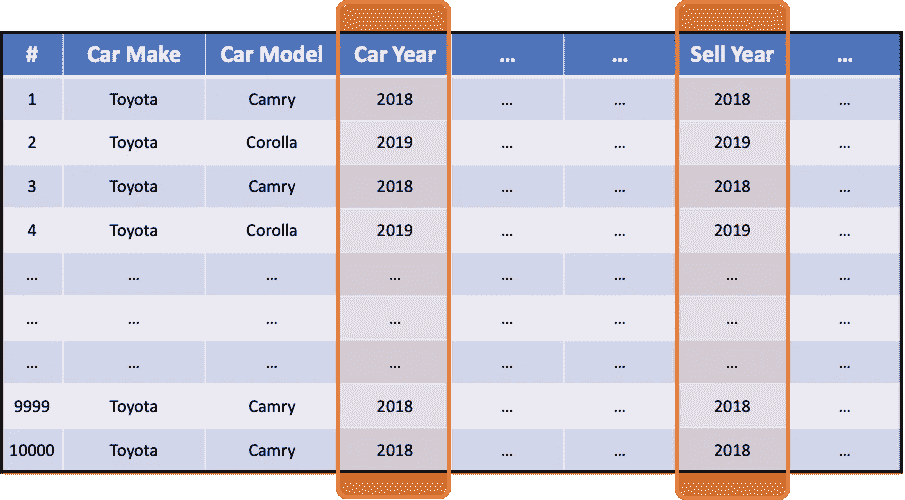 # Car Make Car Model Car Year ... ... Sell Year ...
1 Toyota Camry 2018 ... ... 2018 ...
2 Toyota Corolla 2019 ... ... 2019 ...
3 Toyota Camry 2018 ... ... 2018 ...
4 Toyota Corolla 2019 ... ... 2019 ...
... ... ... ... ... ... ... ...
... ... ... ... ... ... ... ...
... ... ... ... ... ... ... ...
9999 Toyota Camry 2018 ... ... 2018 ...
10000 Toyota Camry 2018 ... ... 2018 ...